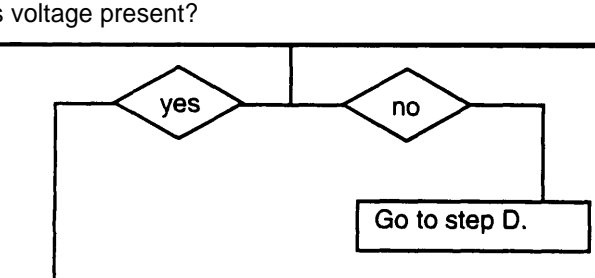 s voltage present?
yes
no
Go to step D.